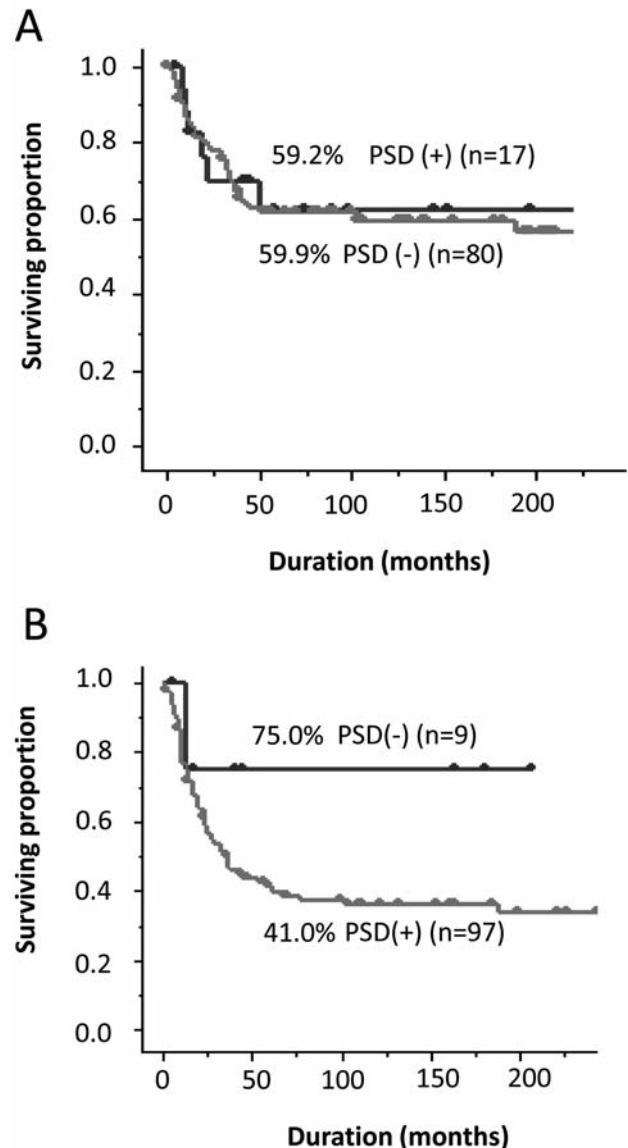 A
Surviving proportion
1.0
0.8
0.6
0.4
0.2
0.0
59.2% PSD (+) (n=17)
59.9% PSD (-) (n=80)
0 50 100 150 200
Duration (months)
B
Surviving proportion
1.0
0.8
0.6
0.4
0.2
0.0
75.0% PSD(-) (n=9)
41.0% PSD(+) (n=97)
0 50 100 150 200
Duration (months)